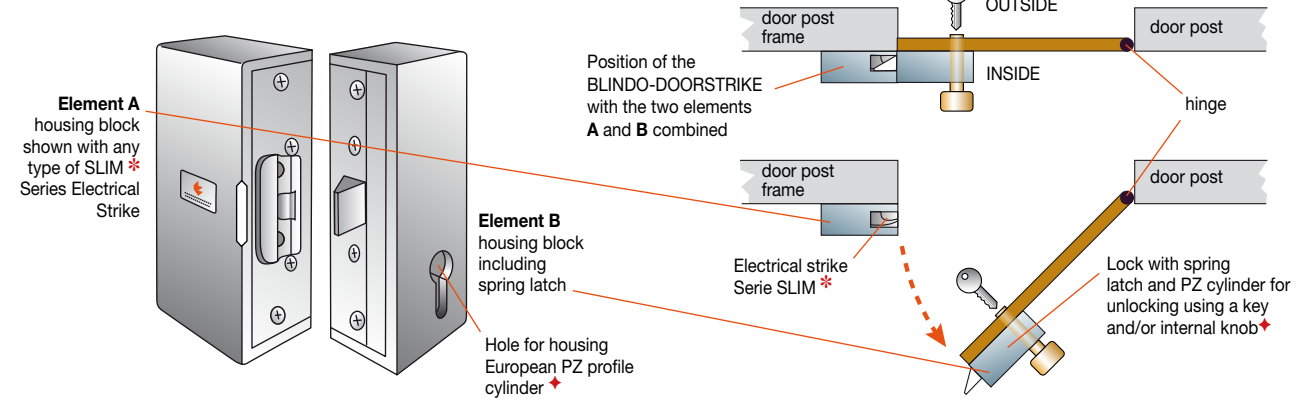 Element A
housing block
shown with any
type of SLIM *
Series Electrical
Strike
Element B
housing block
including
spring latch
Hole for housing
European PZ profile
cylinder ✦
Position of the
BLINDO-DOORSTRIKE
with the two elements
A and B combined
door post
frame
OUTSIDE
INSIDE
door post
hinge
door post
frame
door post
Electrical strike
Serie SLIM *
Lock with spring
latch and PZ cylinder for
unlocking using a key
and/or internal knob✦